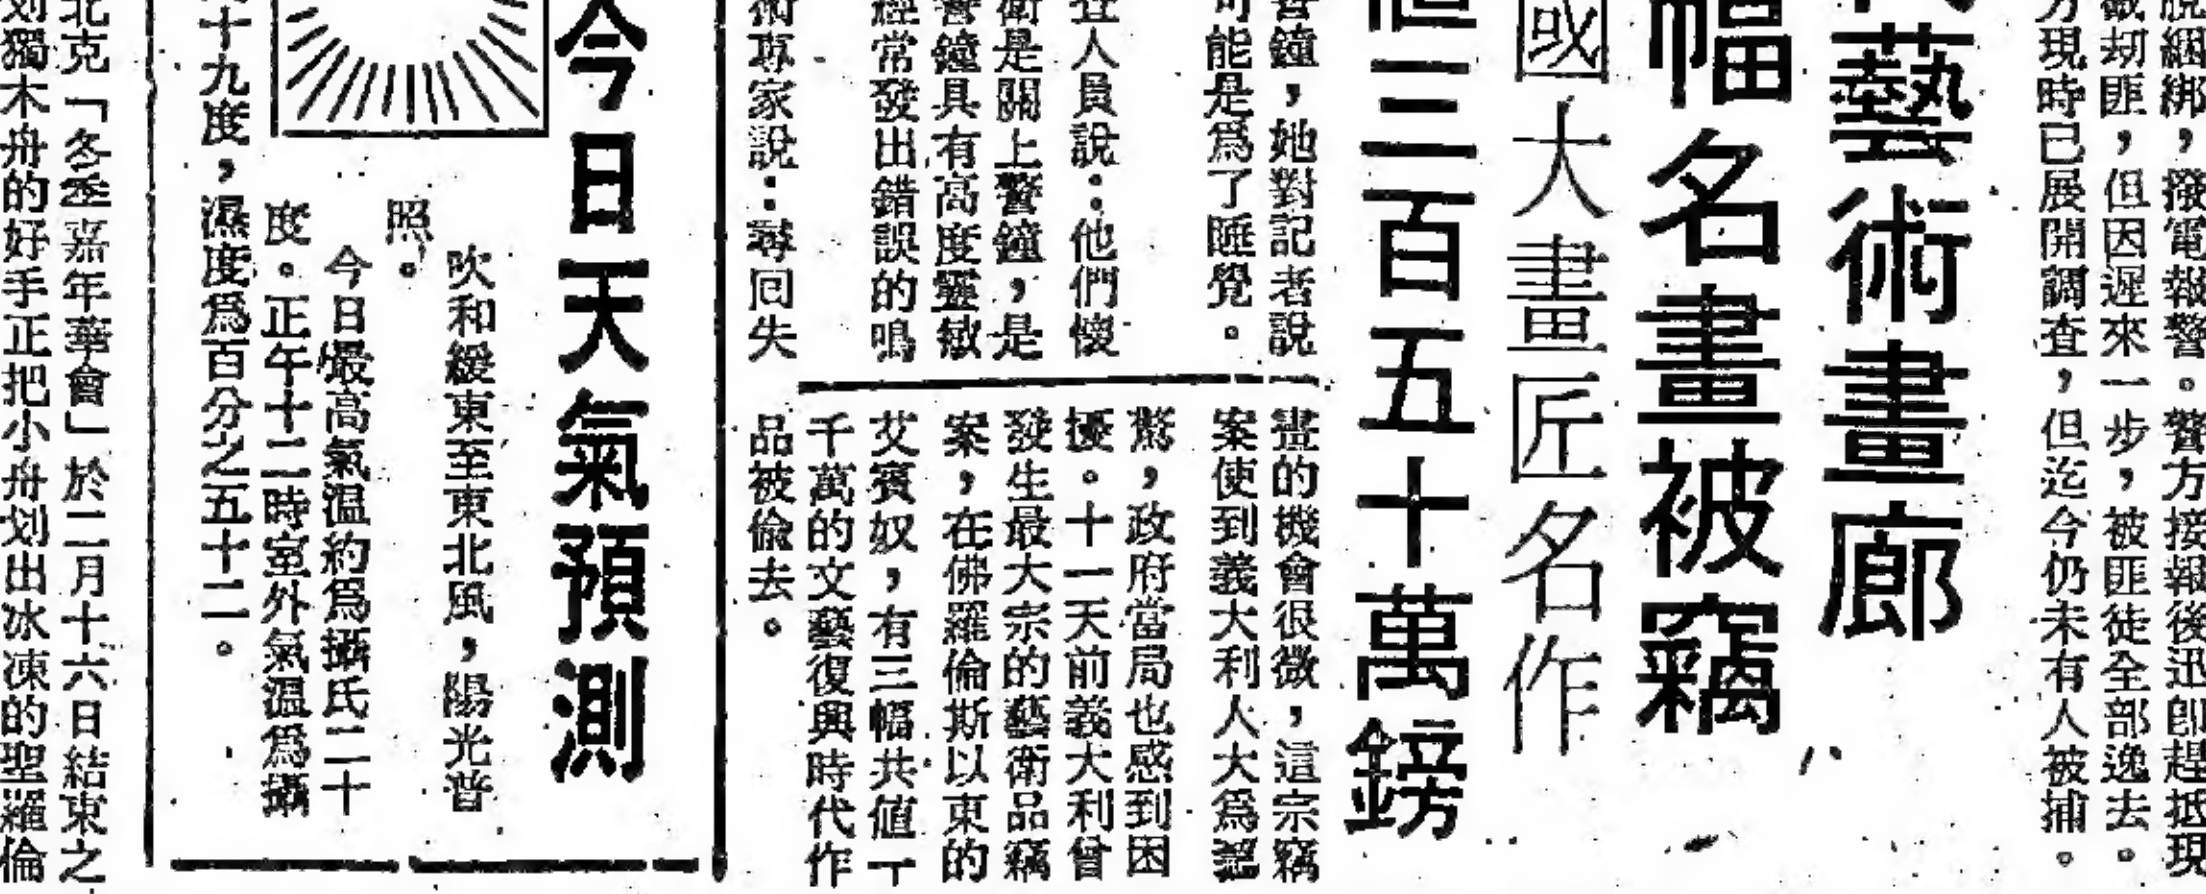 脫綑綁，撥電報警。警方接報後迅卽趕抵現
截刧匪，但因遲來一步，被匪徒全部逸去。
方現時已展開調査，但迄今仍未有人被捕。
藝術畫廊
幅名畫被竊
國大畫匠名作
值三百五十萬鎊
警鐘，她對記者說
可能是爲了睡覺。
查人員說：他們懷
衛是關上警鐘，是
警鐘具有高度靈敏
經常發出錯誤的鳴
術專家說：尋回失
畫的機會很微，這宗竊
案使到義大利人大爲
驚，政府當局也感到困
擾。十一天前義大利曾
發生最大宗的藝術品竊
案，在佛羅倫斯以東的
艾賓奴，有三幅共值一
千萬的文藝復興時代作
品被偸去。
今日天氣預測
吹和緩東至東北風，陽光普
照。
今日最高氣温約爲攝氏二十
度。正午十二時室外氣温爲攝
十九度，濕度爲百分之五十二。
北克「冬季嘉年華會」於二月十六日結束之
划獨木舟的好手正把小舟划出冰凍的聖羅倫